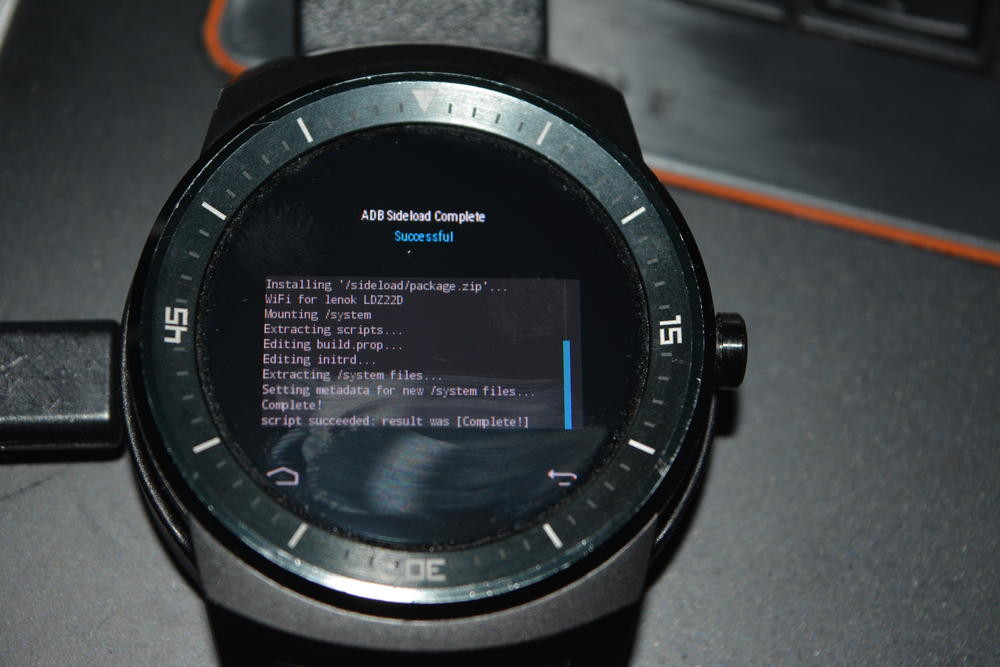 ADB Sideload Complete
Successful
Installing '/sideload/package.zip'...
WiFi for lenok LDZ22D
Mounting /system
Extracting scripts...
Editing build.prop...
Editing initrd...
Extracting /system files...
Setting metadata for new /system files...
Complete!
script succeeded: result was [Complete!]
45
15
30